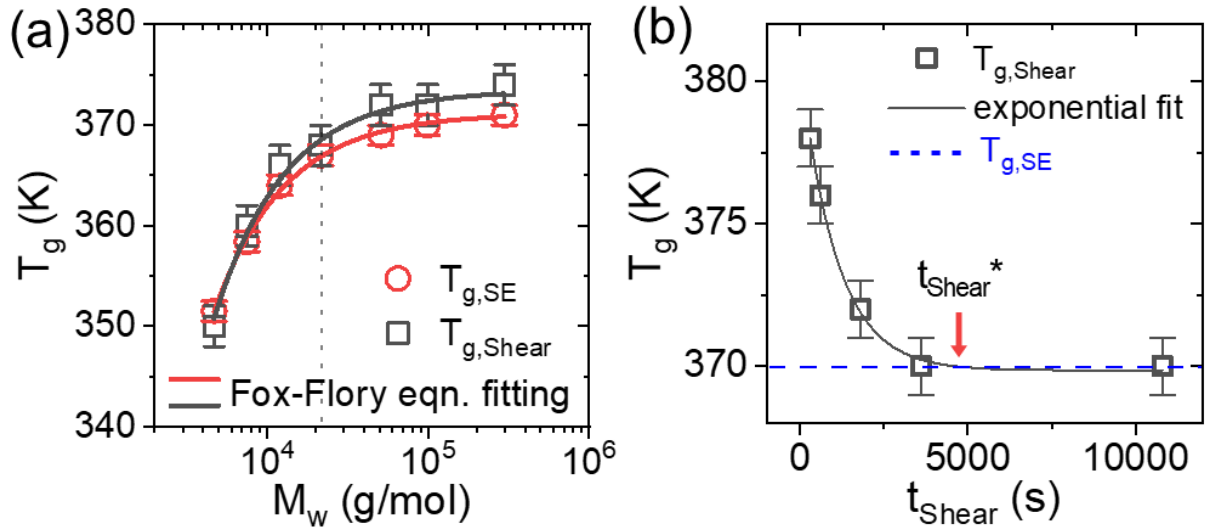 (a)
380
370
360
350
340
T_g (K)
T_g,SE
T_g,Shear
Fox-Flory eqn. fitting
10^4
10^5
10^6
M_w (g/mol)
(b)
380
375
370
T_g (K)
T_g,Shear
exponential fit
T_g,SE
t_Shear*
0
5000
10000
t_Shear (s)